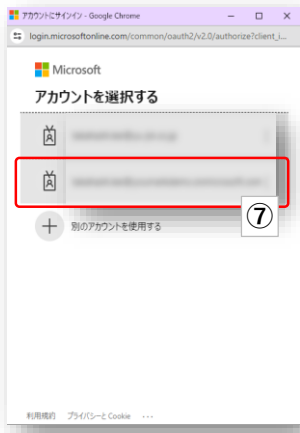 アカウントにサインイン - Google Chrome
login.microsoftonline.com/common/oauth2/v2.0/authorize?client_i...
Microsoft
アカウントを選択する
⑦
別のアカウントを使用する
利用規約 プライバシーと Cookie ...